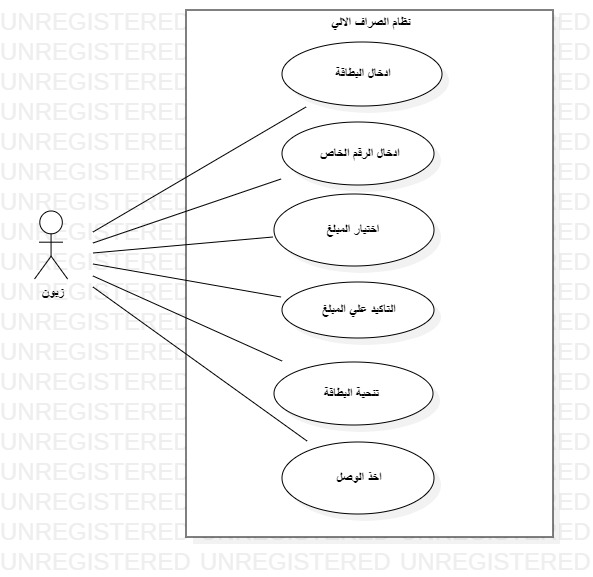 نظام الصراف الالي
ادخال البطاقة
ادخال الرقم الخاص
اختيار المبلغ
زبون
التاكيد علي المبلغ
تنحية البطاقة
اخذ الوصل
UNREGISTERED UNREGISTERED UNREGISTERED